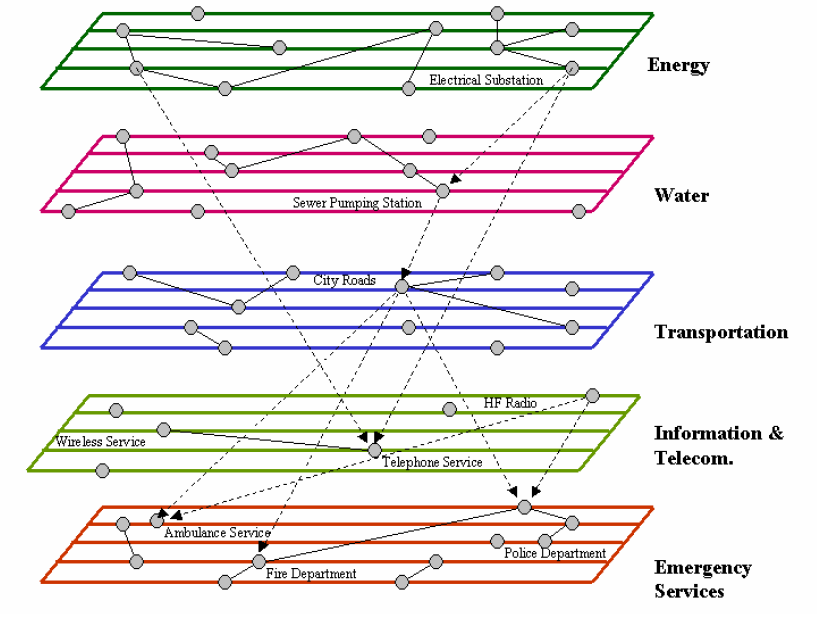 Electrical Substation
Energy
Sewer Pumping Station
Water
City Roads
Transportation
HF Radio
Wireless Service
Telephone Service
Information &
Telecom.
Ambulance Service
Police Department
Fire Department
Emergency
Services